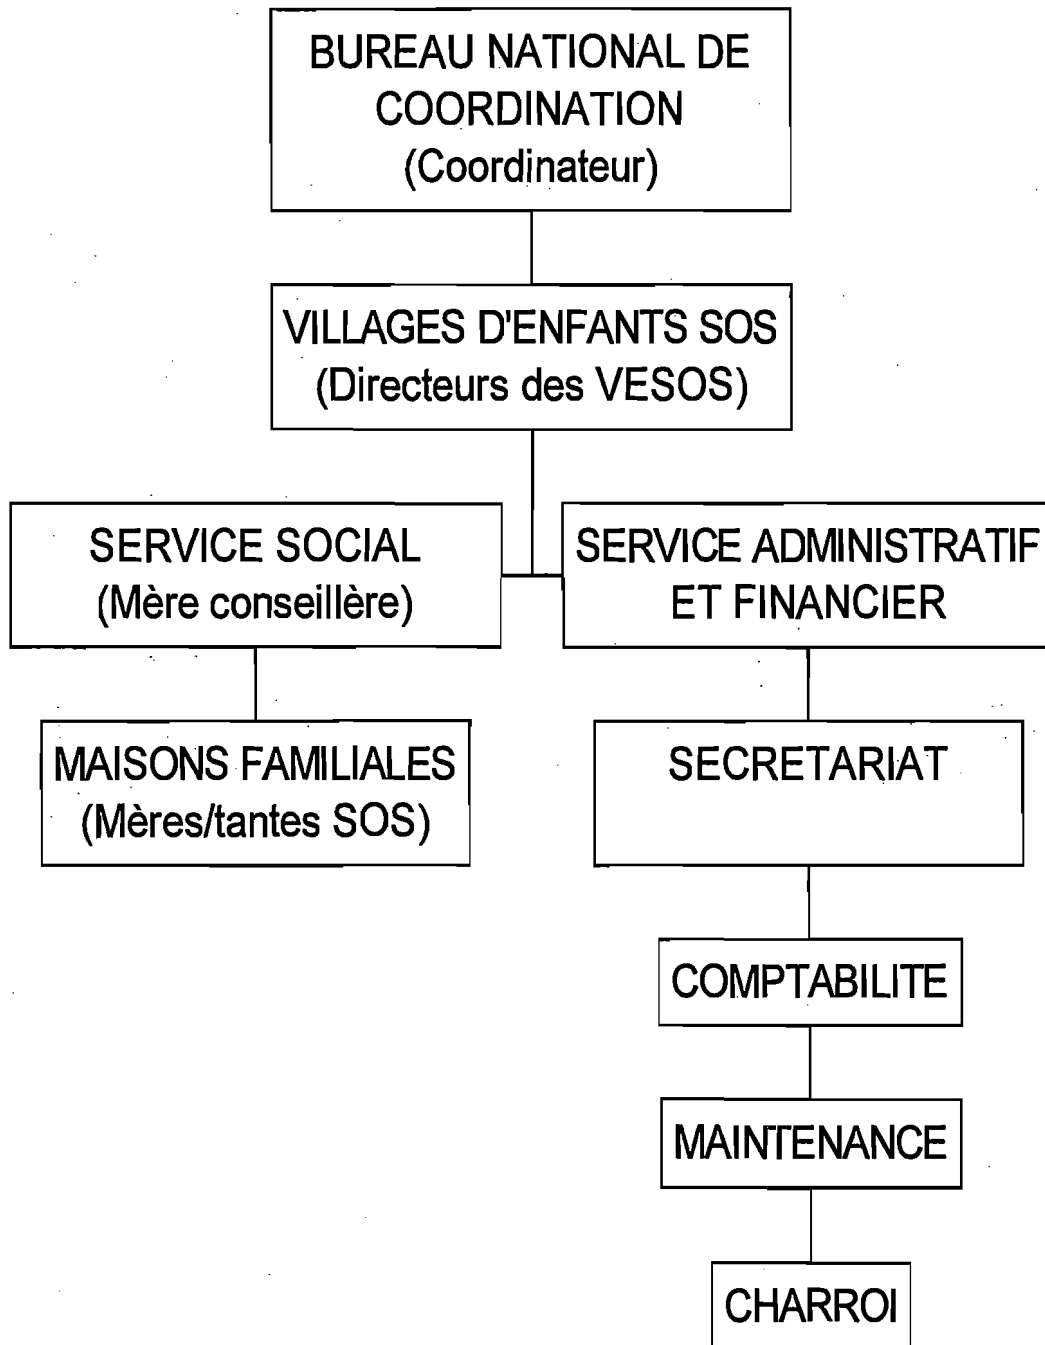 BUREAU NATIONAL DE
COORDINATION
(Coordinateur)
VILLAGES D'ENFANTS SOS
(Directeurs des VESOS)
SERVICE SOCIAL
(Mère conseillère)
SERVICE ADMINISTRATIF
ET FINANCIER
MAISONS FAMILIALES
(Mères/tantes SOS)
SECRETARIAT
COMPTABILITE
MAINTENANCE
CHARROI